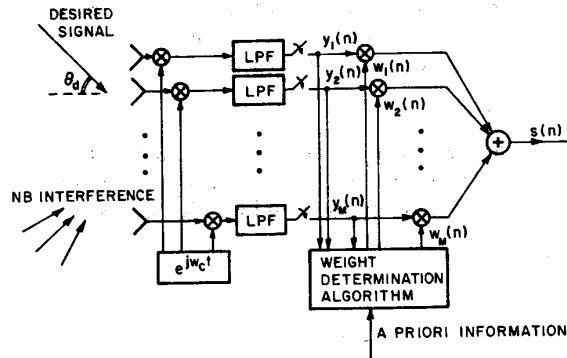 DESIRED
SIGNAL
θd
LPF
y1(n)
w1(n)
LPF
y2(n)
w2(n)
s(n)
NB INTERFERENCE
LPF
yM(n)
wM(n)
e^jwct
WEIGHT
DETERMINATION
ALGORITHM
A PRIORI INFORMATION